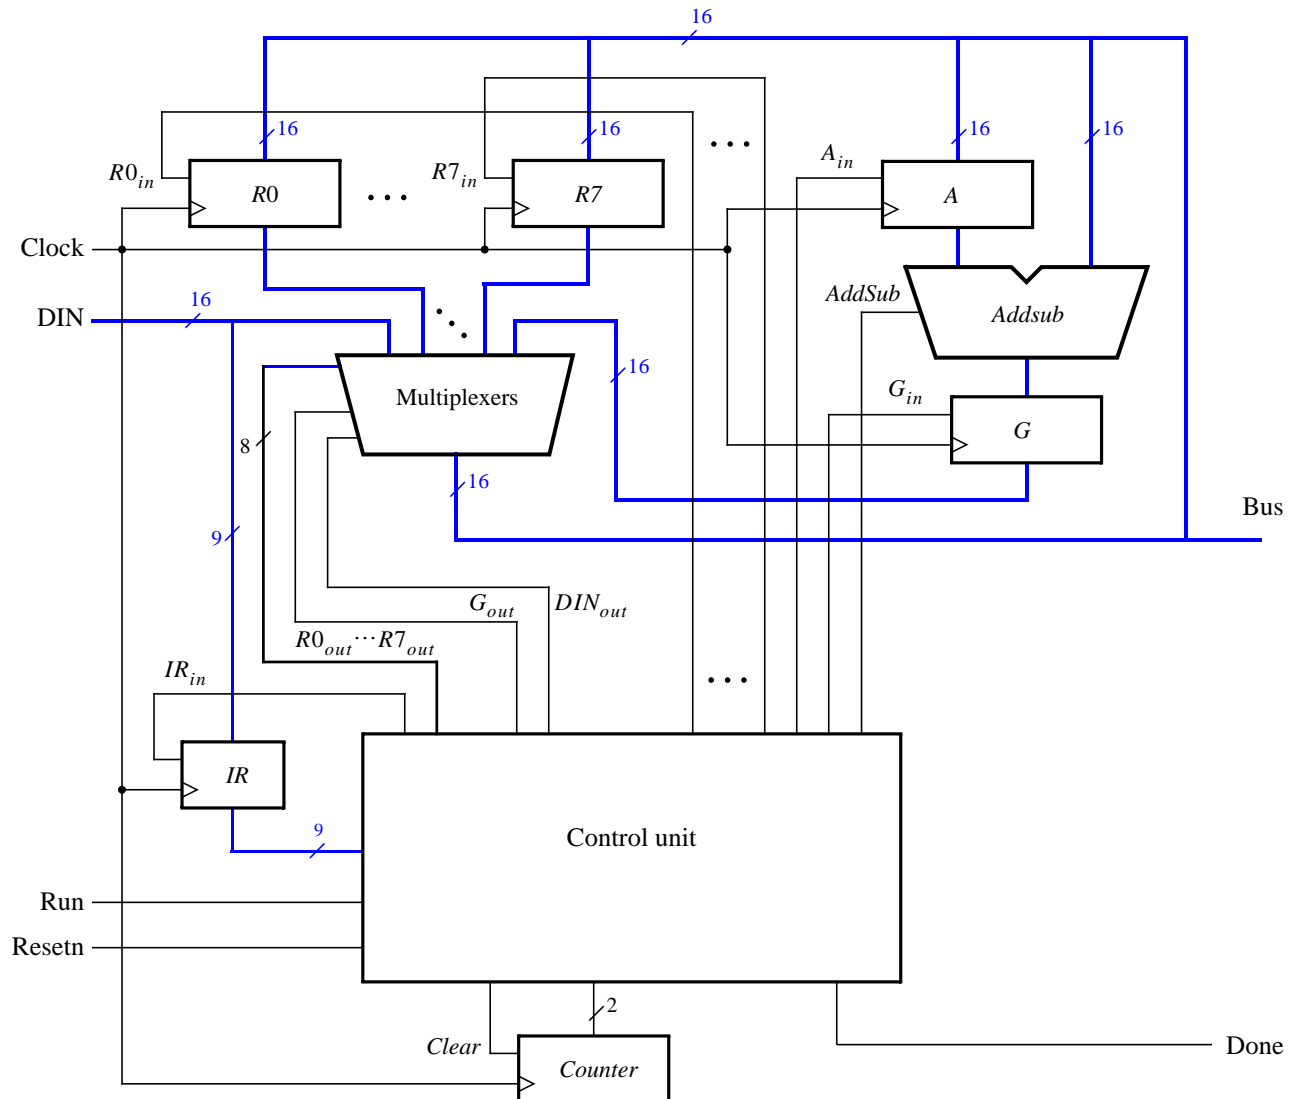 16
16
16
16
16
R0in
R0
R7in
R7
Ain
A
Clock
DIN
16
AddSub
Addsub
Multiplexers
16
Gin
G
8
16
Bus
9
Gout
DINout
R0out···R7out
IRin
IR
Control unit
9
Run
Resetn
2
Clear
Counter
Done